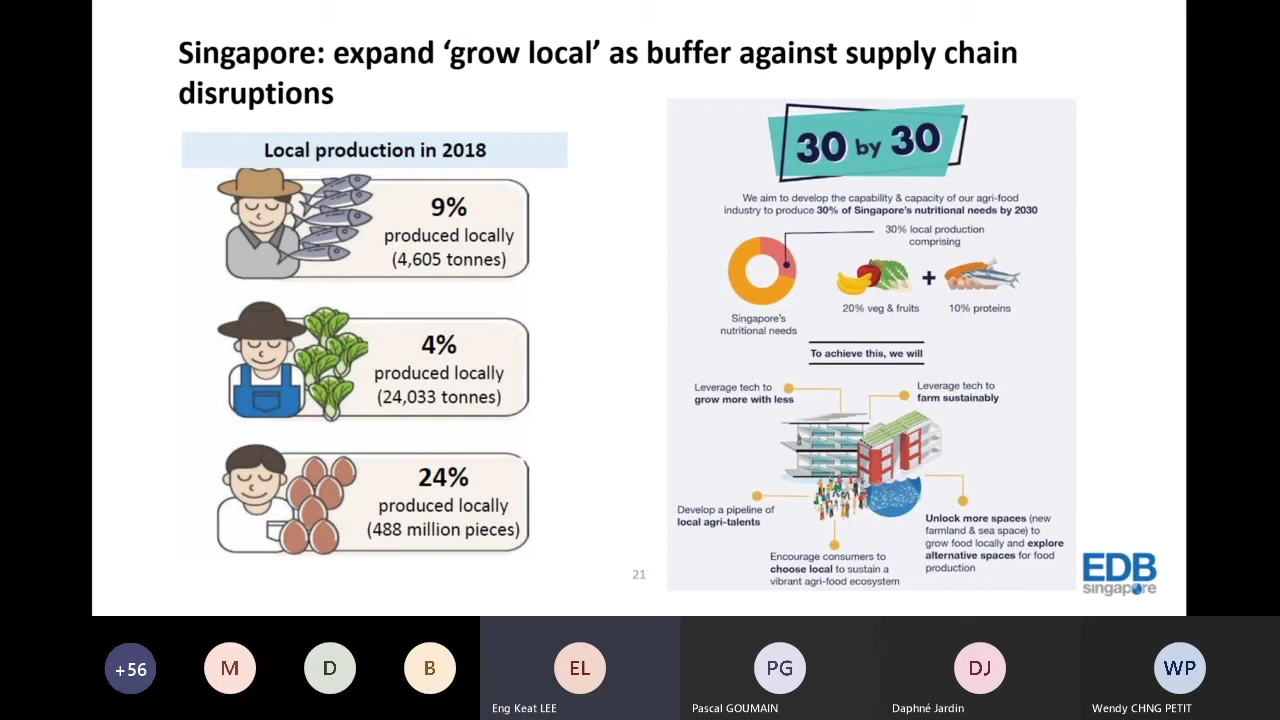 Singapore: expand ‘grow local’ as buffer against supply chain
disruptions
Local production in 2018
9%
produced locally
(4,605 tonnes)
4%
produced locally
(24,033 tonnes)
24%
produced locally
(488 million pieces)
30 by 30
We aim to develop the capability & capacity of our agri-food
industry to produce 30% of Singapore's nutritional needs by 2030
30% local production
comprising
Singapore's
nutritional needs
20% veg & fruits
+
10% proteins
To achieve this, we will
Leverage tech to
grow more with less
Leverage tech to
farm sustainably
Develop a pipeline of
local agri-talents
Encourage consumers to
choose local to sustain a
vibrant agri-food ecosystem
Unlock more spaces (new
farmland & sea space) to
grow food locally and explore
alternative spaces for food
production
21
EDB
singapore
+56
M
D
B
EL
Eng Keat LEE
PG
Pascal GOUMAIN
DJ
Daphné Jardin
WP
Wendy CHNG PETIT